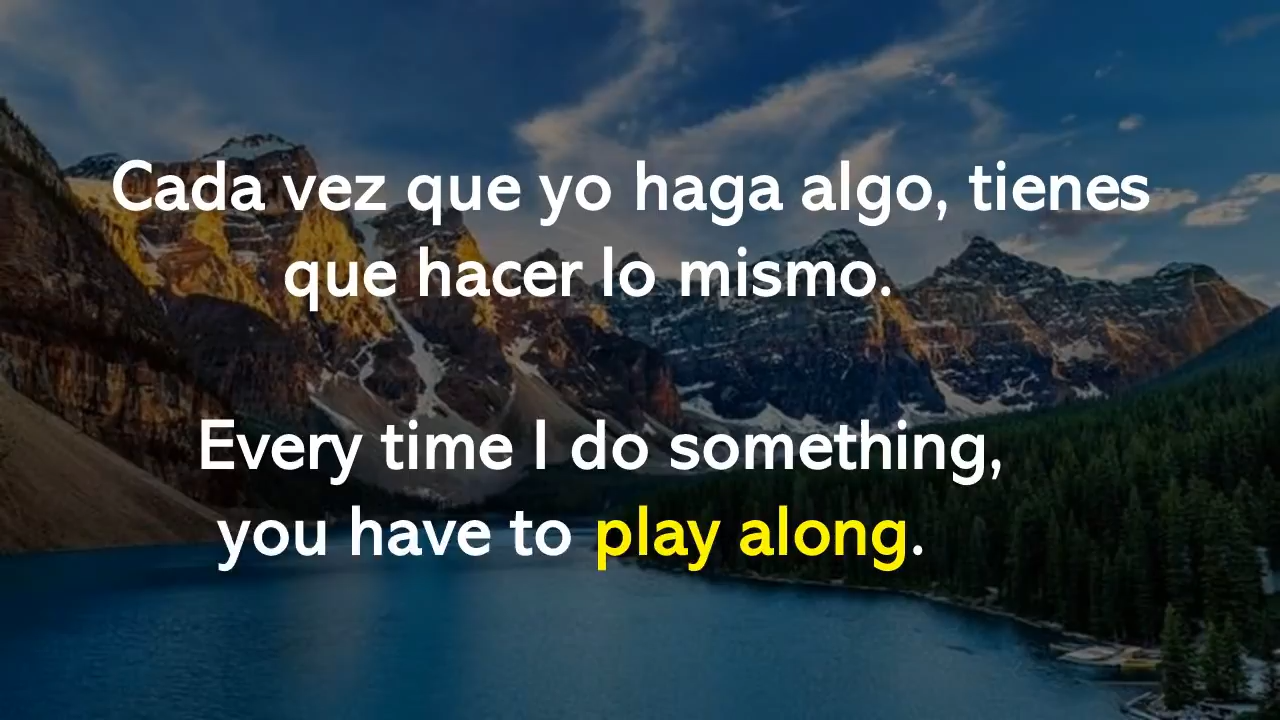 Cada vez que yo haga algo, tienes
que hacer lo mismo.
Every time I do something,
you have to play along.